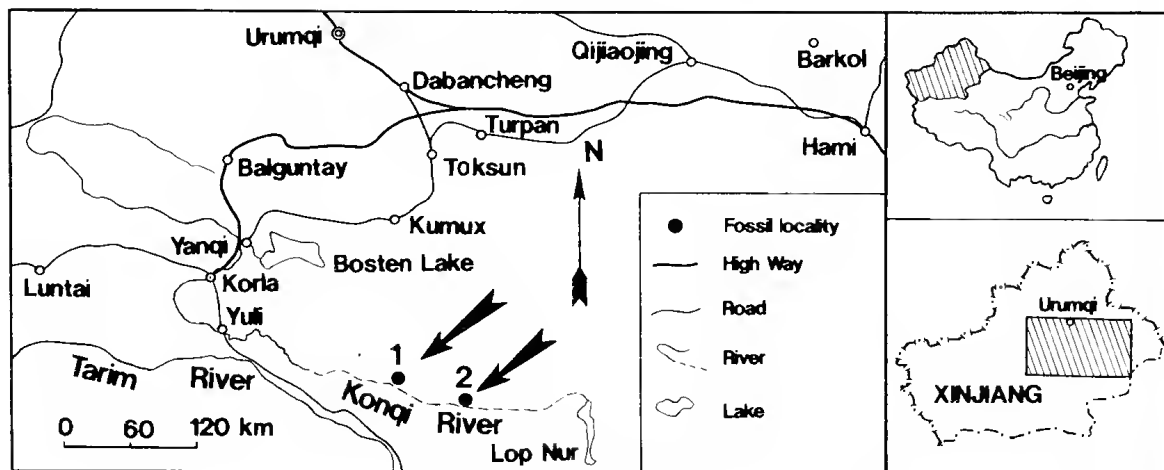 Urumqi
Qijiaojing
Barkol
Dabancheng
Turpan
Hami
Balguntay
Toksun
N
Kumux
Yanqi
Bosten Lake
Luntai
Korla
Yuli
1
2
Tarim River
Konqi River
Lop Nur
0 60 120 km
Fossil locality
High Way
Road
River
Lake
Beijing
Urumqi
XINJIANG